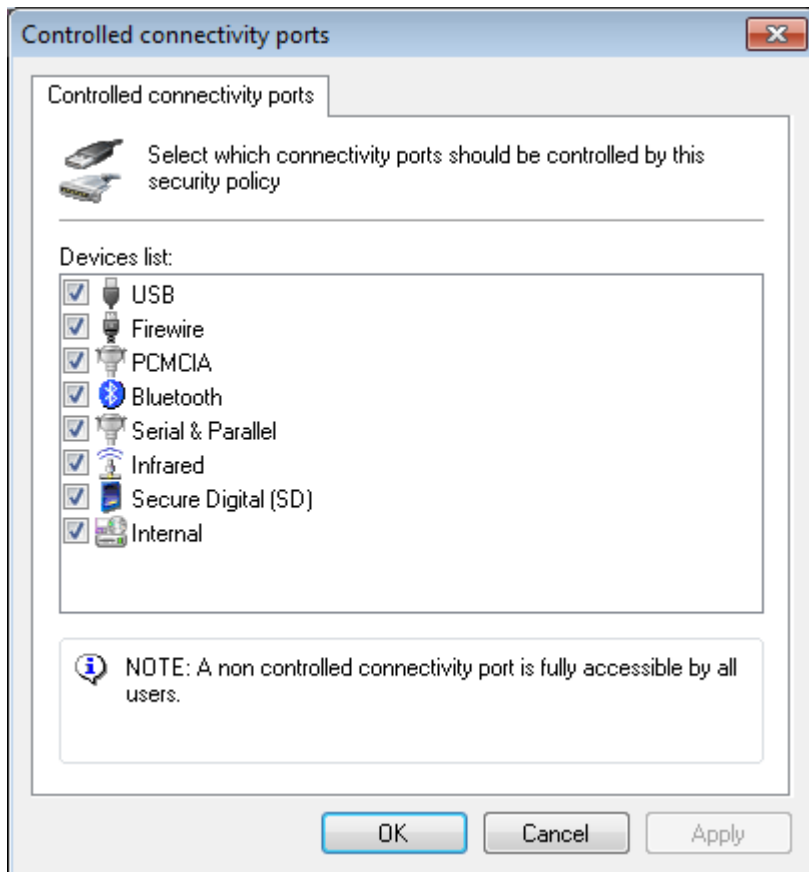 Controlled connectivity ports
Controlled connectivity ports
Select which connectivity ports should be controlled by this
security policy
Devices list:
USB
Firewire
PCMCIA
Bluetooth
Serial & Parallel
Infrared
Secure Digital (SD)
Internal
NOTE: A non controlled connectivity port is fully accessible by all
users.
OK
Cancel
Apply